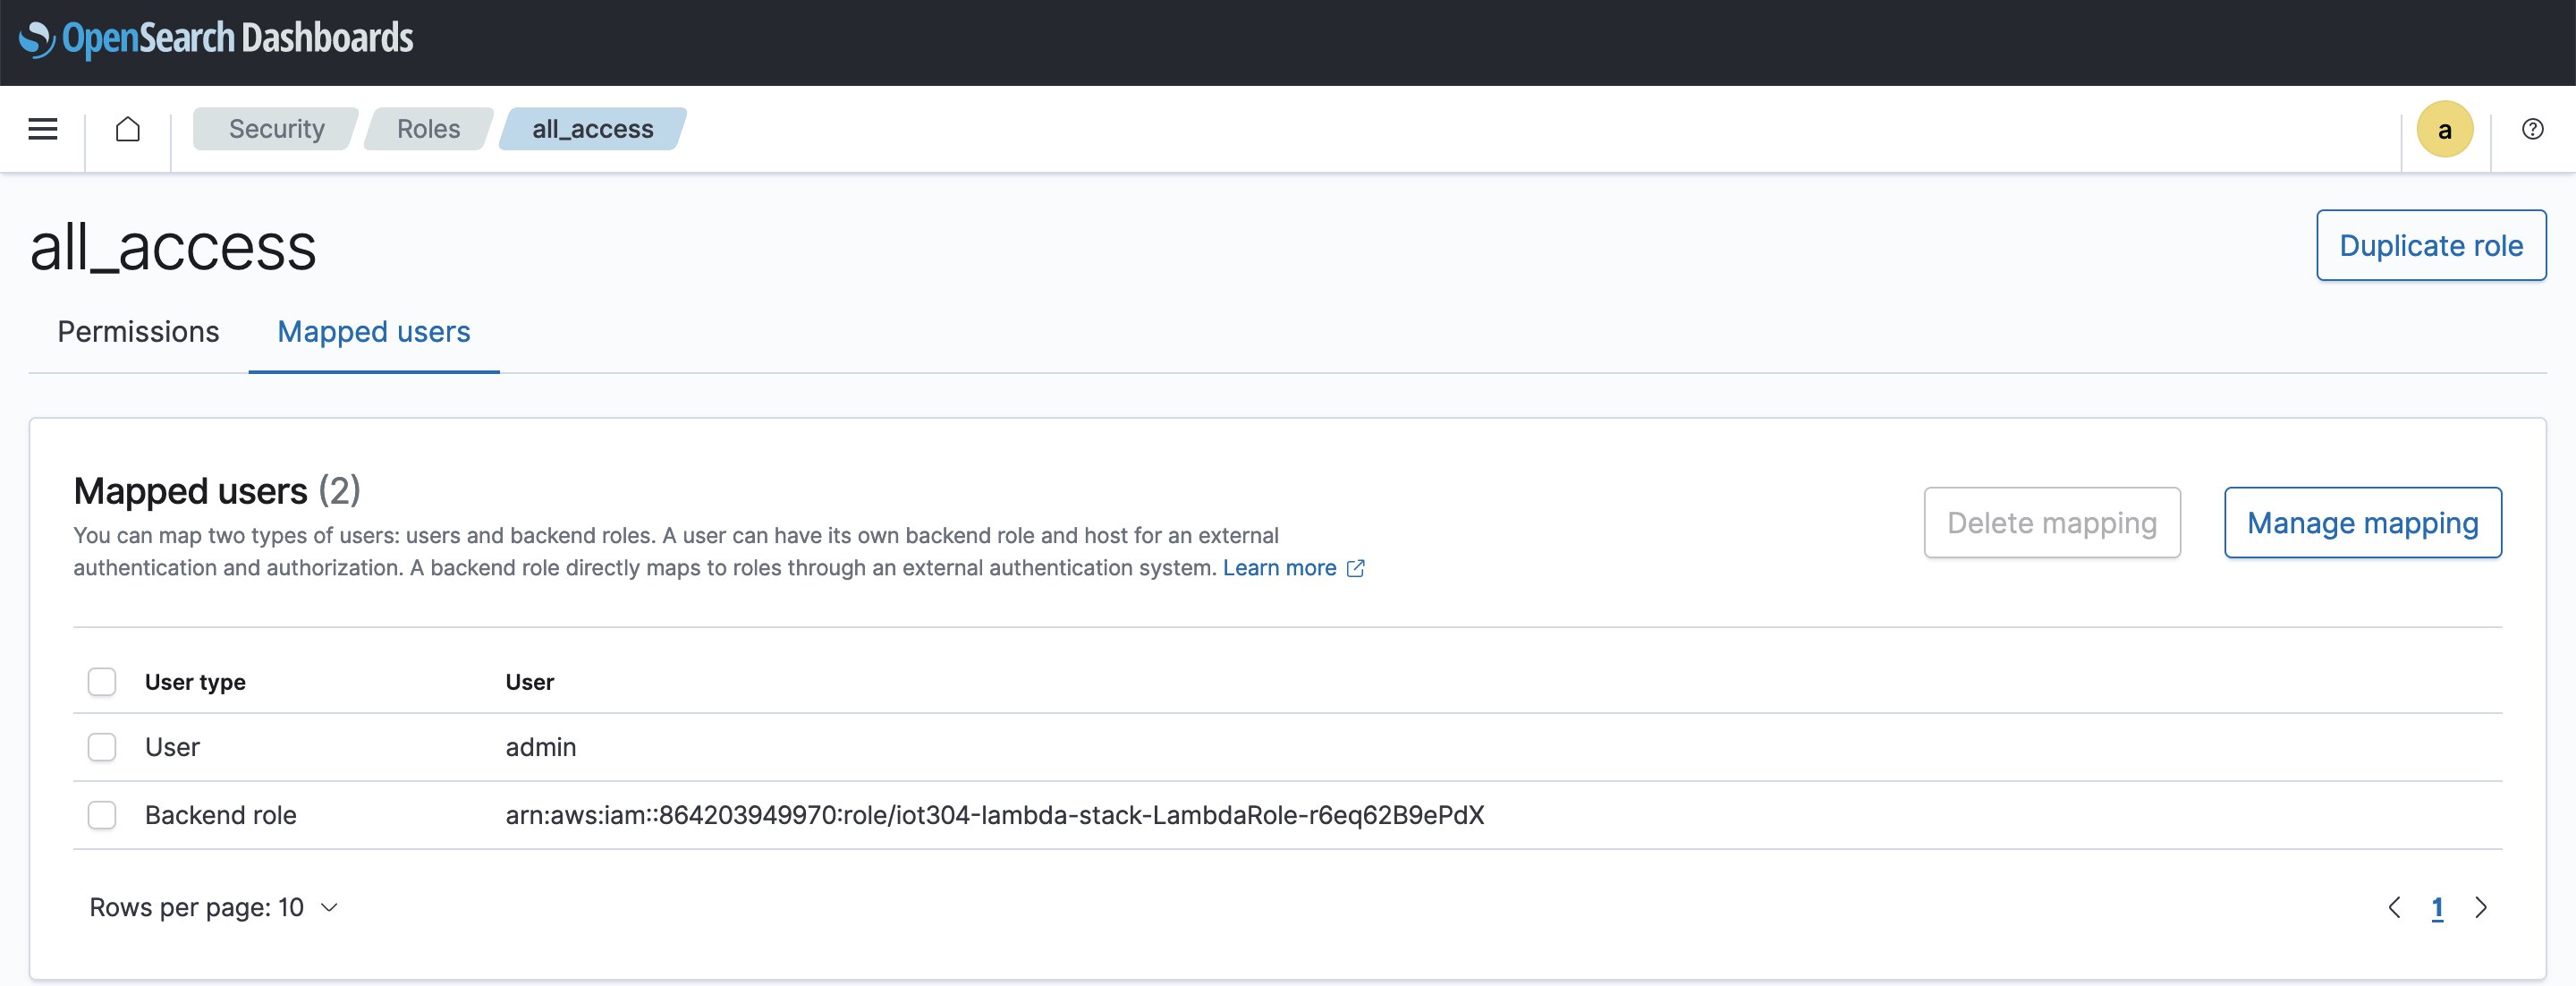 OpenSearch Dashboards
Security Roles all_access
a
all_access
Duplicate role
Permissions Mapped users
Mapped users (2)
You can map two types of users: users and backend roles. A user can have its own backend role and host for an external
authentication and authorization. A backend role directly maps to roles through an external authentication system. Learn more
Delete mapping
Manage mapping
User type User
User admin
Backend role arn:aws:iam::864203949970:role/iot304-lambda-stack-LambdaRole-r6eq62B9ePdX
Rows per page: 10
1